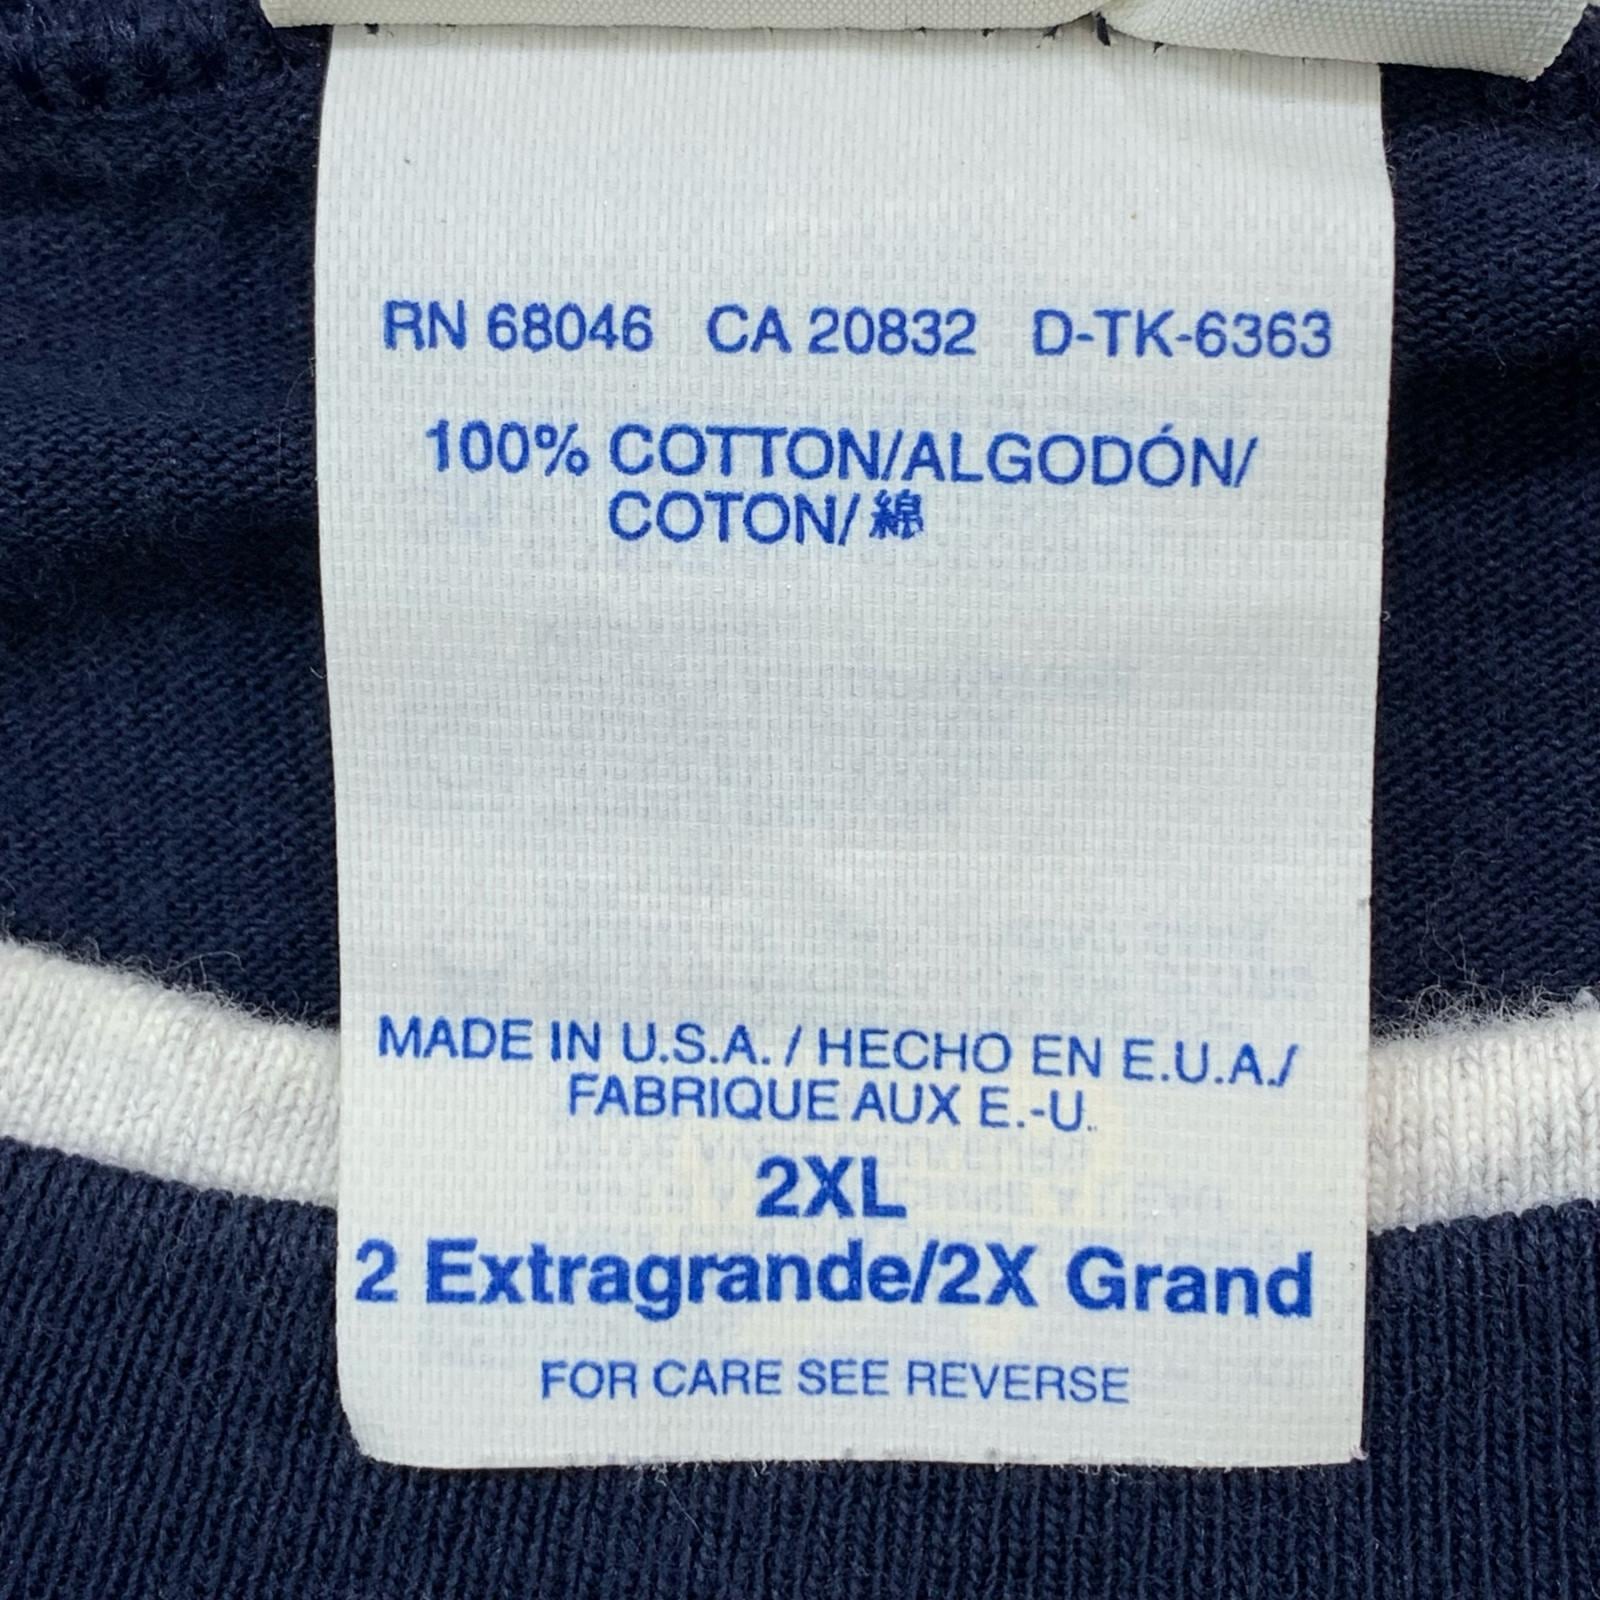 RN 68046 CA 20832 D-TK-6363
100% COTTON/ALGODÓN/
COTON/綿
MADE IN U.S.A. / HECHO EN E.U.A./
FABRIQUE AUX E.-U.
2XL
2 Extragrande/2X Grand
FOR CARE SEE REVERSE